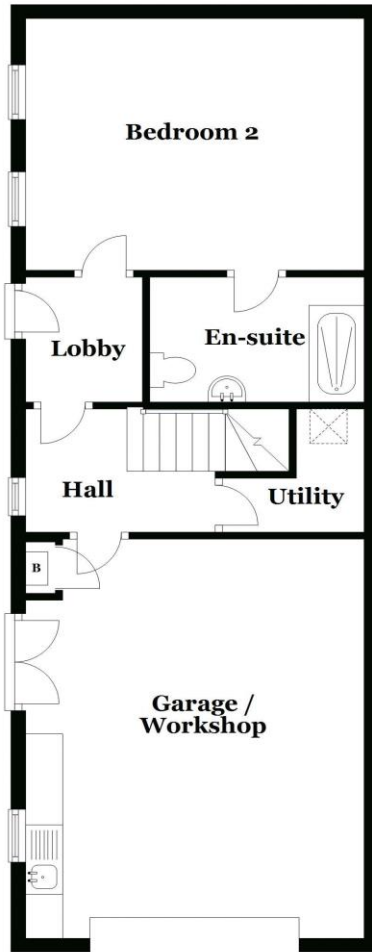 Bedroom 2
En-suite
Lobby
Hall
Utility
B
Garage /
Workshop